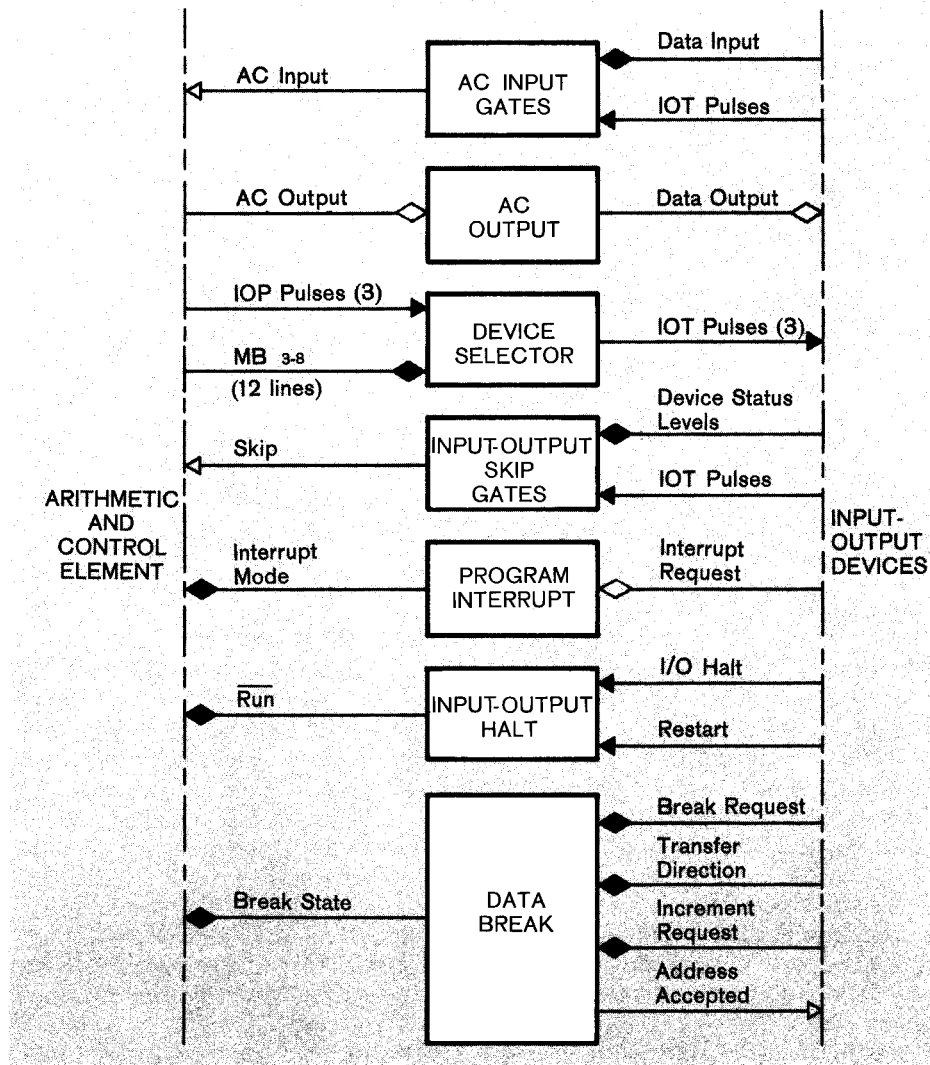 Data Input
AC Input
AC INPUT
GATES
IOT Pulses
AC Output
AC
OUTPUT
Data Output
IOP Pulses (3)
DEVICE
SELECTOR
IOT Pulses (3)
MB 3-8
(12 lines)
Device Status
Levels
Skip
INPUT-OUTPUT
SKIP
GATES
IOT Pulses
ARITHMETIC
AND
CONTROL
ELEMENT
INPUT-
OUTPUT
DEVICES
Interrupt
Mode
PROGRAM
INTERRUPT
Interrupt
Request
I/O Halt
Run
INPUT-OUTPUT
HALT
Restart
Break Request
Transfer
Direction
Break State
DATA
BREAK
Increment
Request
Address
Accepted